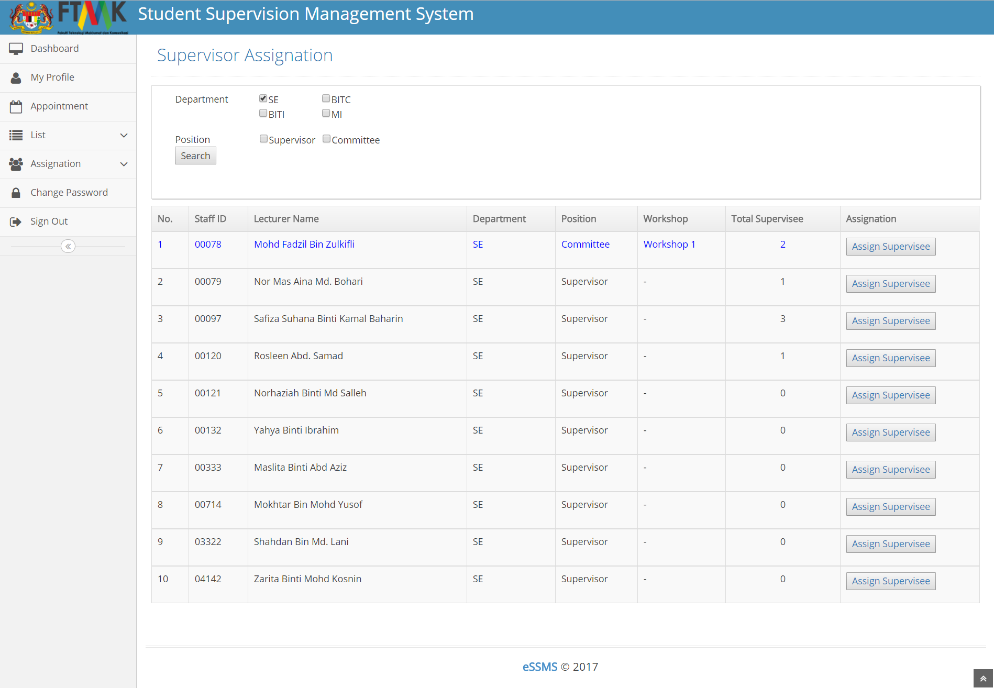 FTMK Student Supervision Management System
Fakulti Teknologi Maklumat dan Komunikasi
Dashboard
My Profile
Appointment
List
Assignation
Change Password
Sign Out
Supervisor Assignation
Department SE BITC
BITI MI
Position Supervisor Committee
Search
No. Staff ID Lecturer Name Department Position Workshop Total Supervisee Assignation
1 00078 Mohd Fadzil Bin Zulkifli SE Committee Workshop 1 2 Assign Supervisee
2 00079 Nor Mas Aina Md. Bohari SE Supervisor - 1 Assign Supervisee
3 00097 Safiza Suhana Binti Kamal Baharin SE Supervisor - 3 Assign Supervisee
4 00120 Rosleen Abd. Samad SE Supervisor - 1 Assign Supervisee
5 00121 Norhaziah Binti Md Salleh SE Supervisor - 0 Assign Supervisee
6 00132 Yahya Binti Ibrahim SE Supervisor - 0 Assign Supervisee
7 00333 Maslita Binti Abd Aziz SE Supervisor - 0 Assign Supervisee
8 00714 Mokhtar Bin Mohd Yusof SE Supervisor - 0 Assign Supervisee
9 03322 Shahdan Bin Md. Lani SE Supervisor - 0 Assign Supervisee
10 04142 Zarita Binti Mohd Kosnin SE Supervisor - 0 Assign Supervisee
eSSMS © 2017